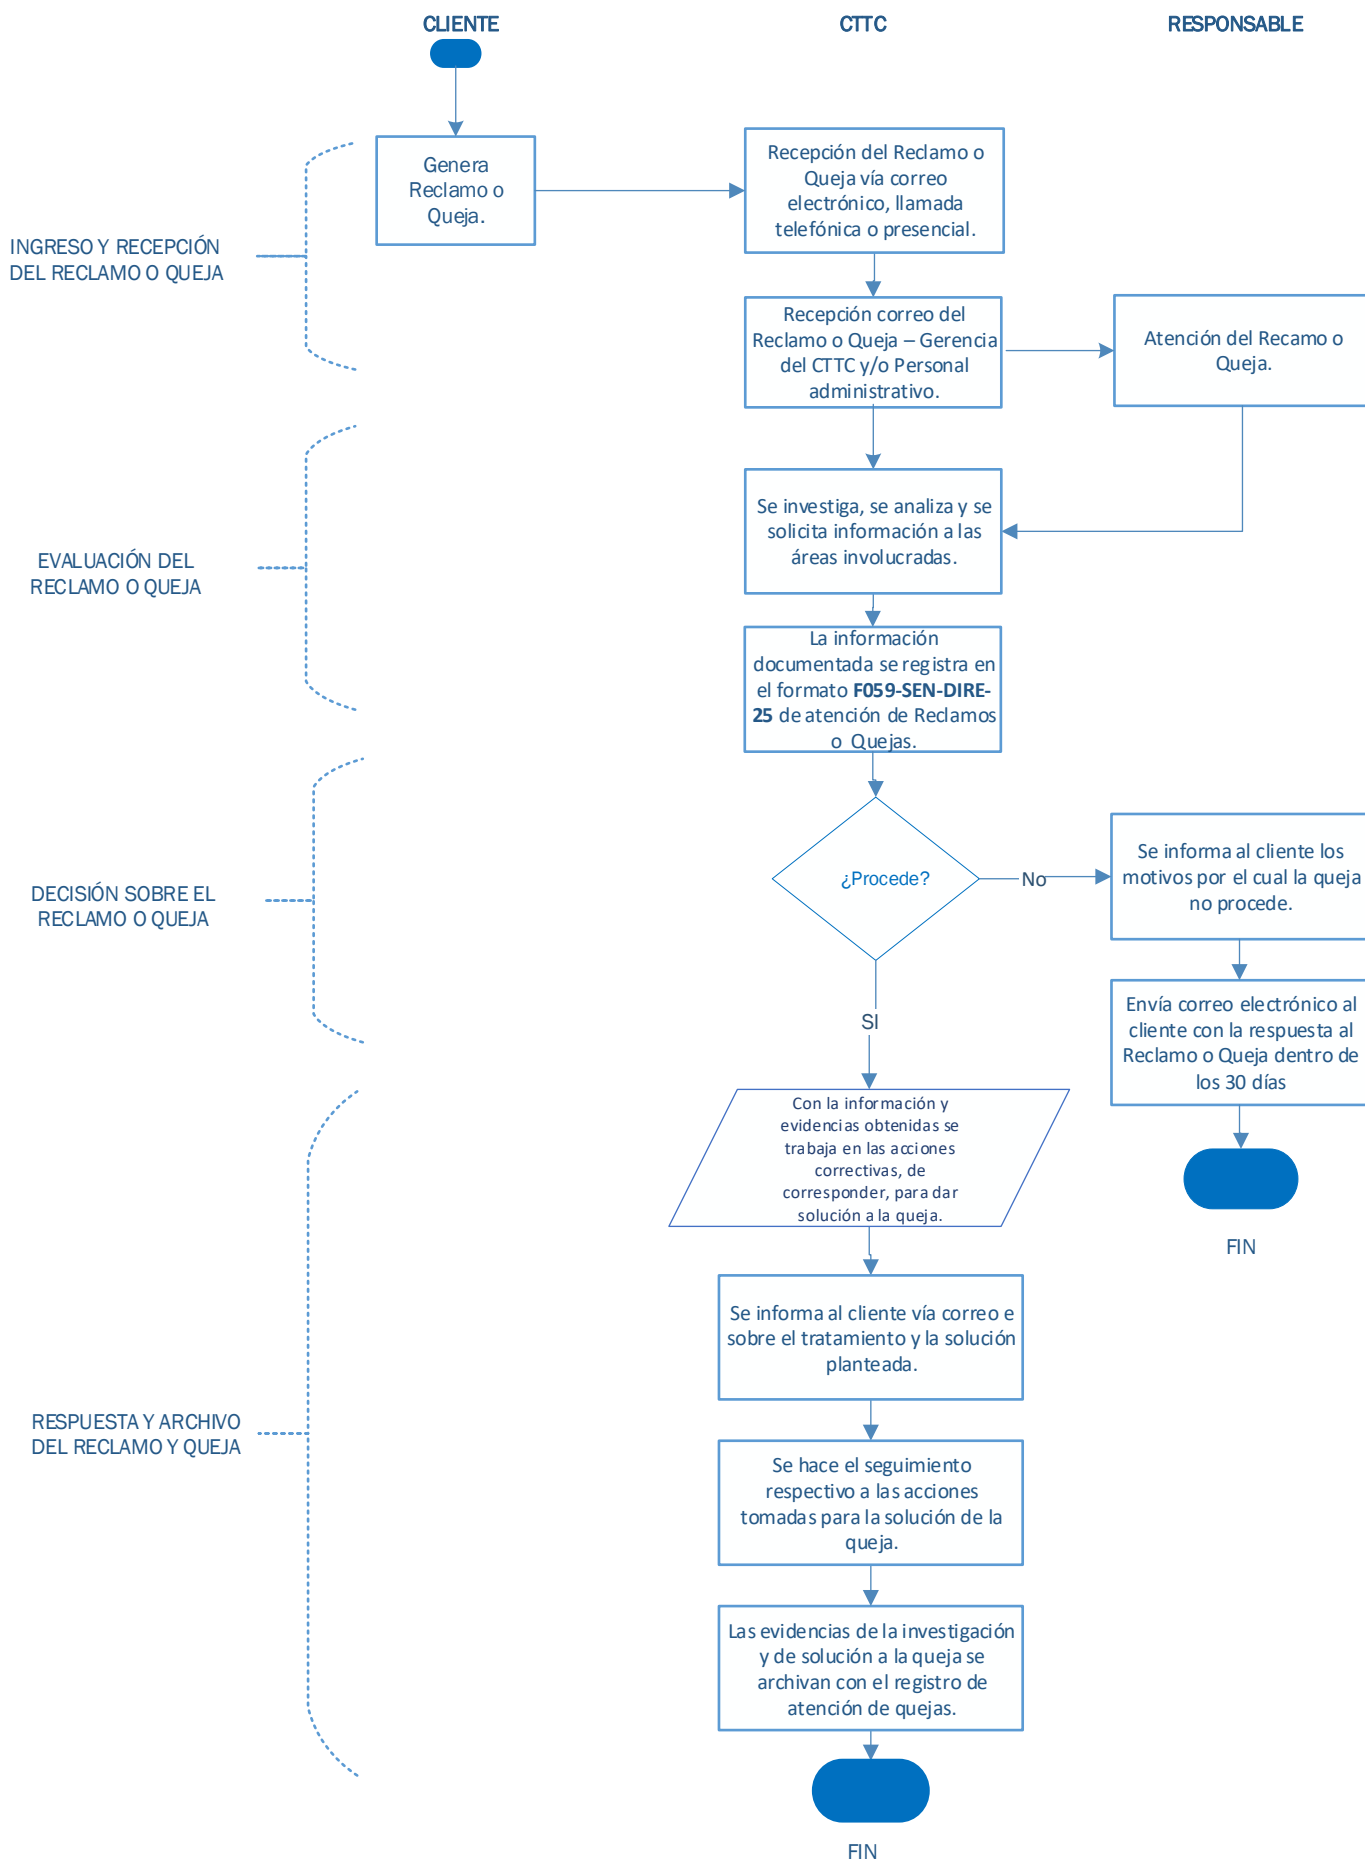 CLIENTE
CTTC
RESPONSABLE
INGRESO Y RECEPCIÓN
DEL RECLAMO O QUEJA
Genera
Reclamo o
Queja.
Recepción del Reclamo o
Queja vía correo
electrónico, llamada
telefónica o presencial.
Recepción correo del
Reclamo o Queja – Gerencia
del CTTC y/o Personal
administrativo.
Atención del Recamo o
Queja.
EVALUACIÓN DEL
RECLAMO O QUEJA
Se investiga, se analiza y se
solicita información a las
áreas involucradas.
La información
documentada se registra en
el formato F059-SEN-DIRE-
25 de atención de Reclamos
o Quejas.
DECISIÓN SOBRE EL
RECLAMO O QUEJA
¿Procede?
No
Se informa al cliente los
motivos por el cual la queja
no procede.
Envía correo electrónico al
cliente con la respuesta al
Reclamo o Queja dentro de
los 30 días
FIN
SI
RESPUESTA Y ARCHIVO
DEL RECLAMO Y QUEJA
Con la información y
evidencias obtenidas se
trabaja en las acciones
correctivas, de
corresponder, para dar
solución a la queja.
Se informa al cliente vía correo e
sobre el tratamiento y la solución
planteada.
Se hace el seguimiento
respectivo a las acciones
tomadas para la solución de la
queja.
Las evidencias de la investigación
y de solución a la queja se
archivan con el registro de
atención de quejas.
FIN